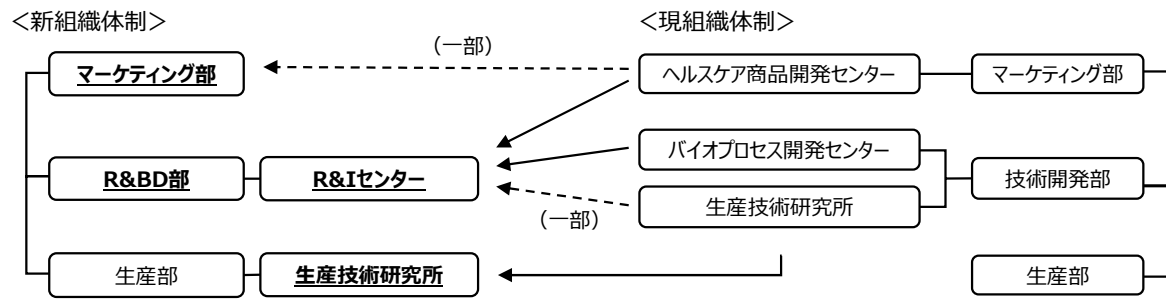 ＜新組織体制＞
＜現組織体制＞
（一部）
マーケティング部
ヘルスケア商品開発センター
マーケティング部
バイオプロセス開発センター
R&BD部
R&Iセンター
技術開発部
生産技術研究所
（一部）
生産部
生産技術研究所
生産部